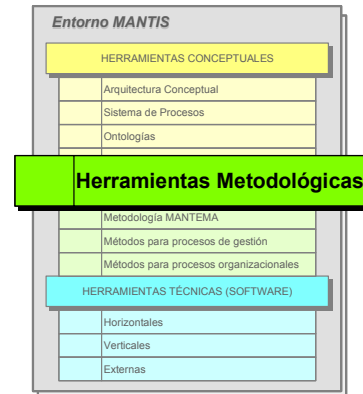 Entorno MANTIS
HERRAMIENTAS CONCEPTUALES
Arquitectura Conceptual
Sistema de Procesos
Ontologías
Herramientas Metodológicas
Metodología MANTEMA
Métodos para procesos de gestión
Métodos para procesos organizacionales
HERRAMIENTAS TÉCNICAS (SOFTWARE)
Horizontales
Verticales
Externas